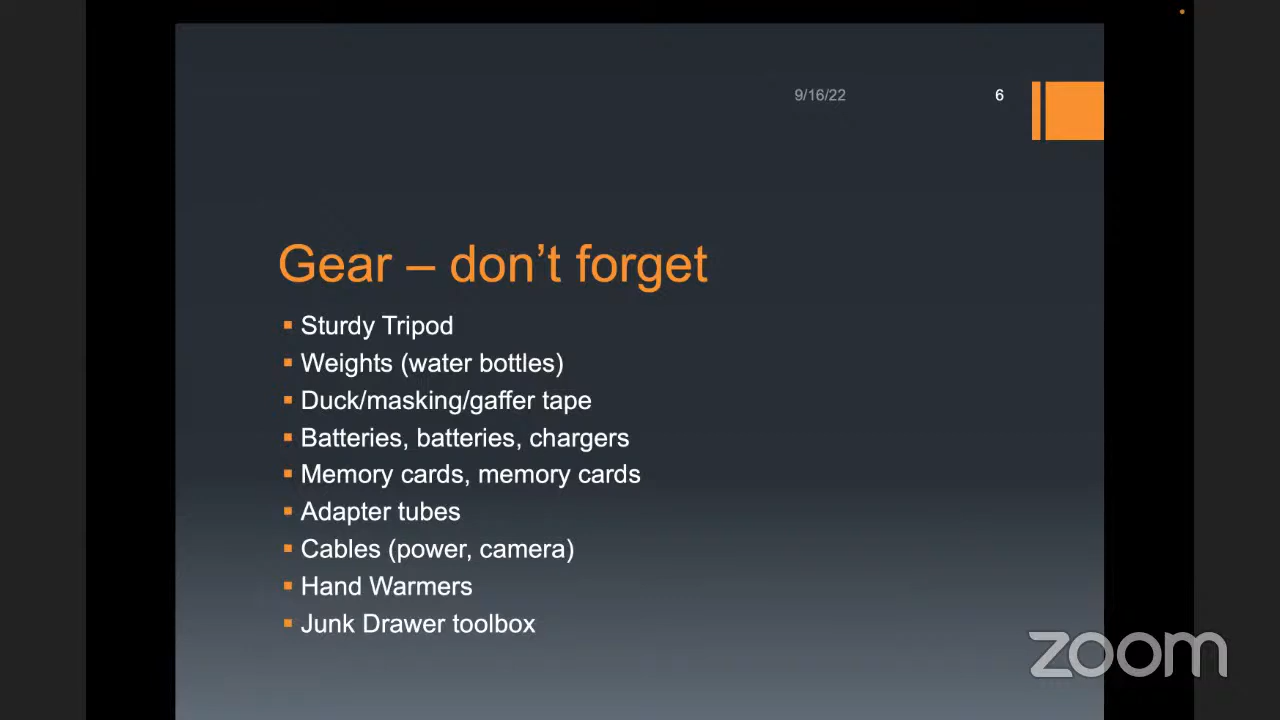 9/16/22 6
Gear – don’t forget
Sturdy Tripod
Weights (water bottles)
Duck/masking/gaffer tape
Batteries, batteries, chargers
Memory cards, memory cards
Adapter tubes
Cables (power, camera)
Hand Warmers
Junk Drawer toolbox
zoom